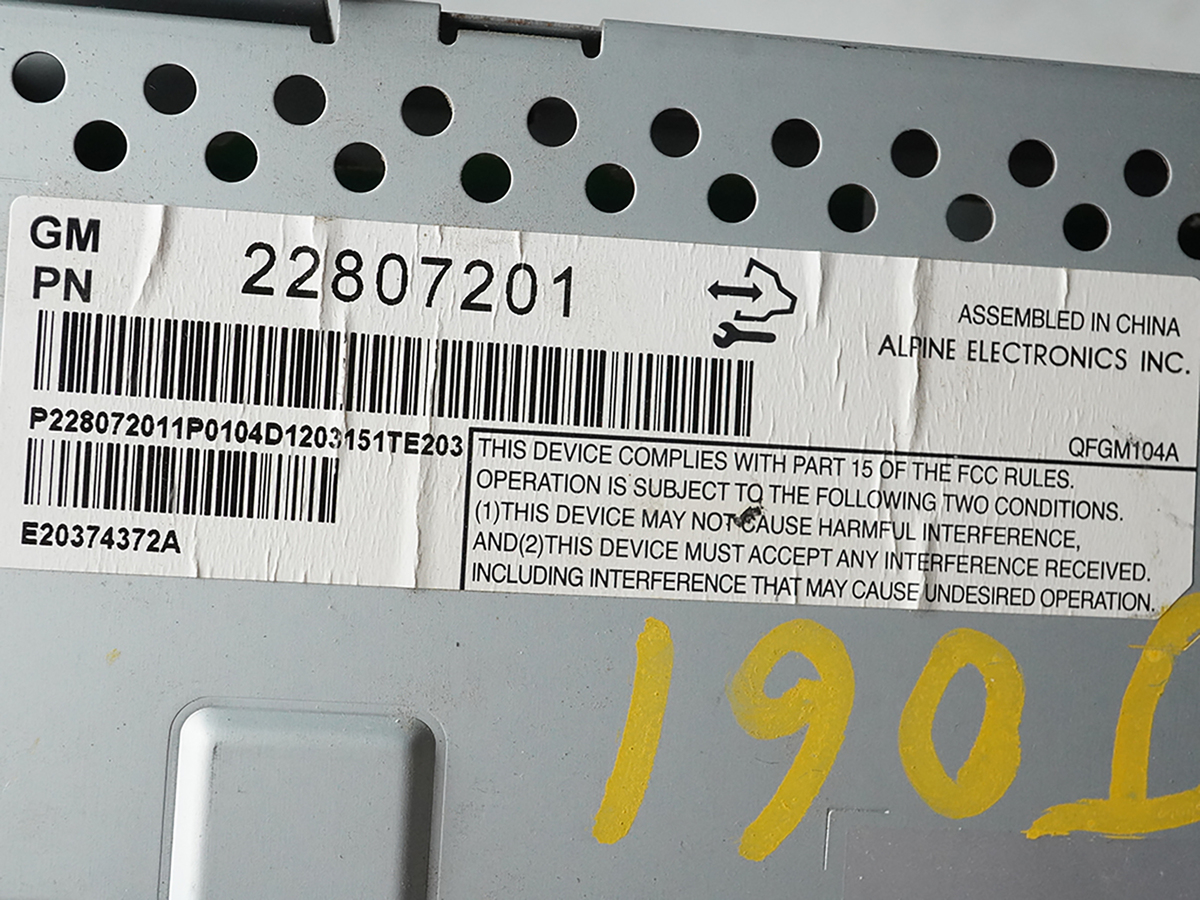 GM
PN
22807201
ASSEMBLED IN CHINA
ALPINE ELECTRONICS INC.
P228072011P0104D1203151TE203
QFGM104A
THIS DEVICE COMPLIES WITH PART 15 OF THE FCC RULES.
OPERATION IS SUBJECT TO THE FOLLOWING TWO CONDITIONS.
(1)THIS DEVICE MAY NOT CAUSE HARMFUL INTERFERENCE,
AND(2)THIS DEVICE MUST ACCEPT ANY INTERFERENCE RECEIVED.
INCLUDING INTERFERENCE THAT MAY CAUSE UNDESIRED OPERATION.
E20374372A
190